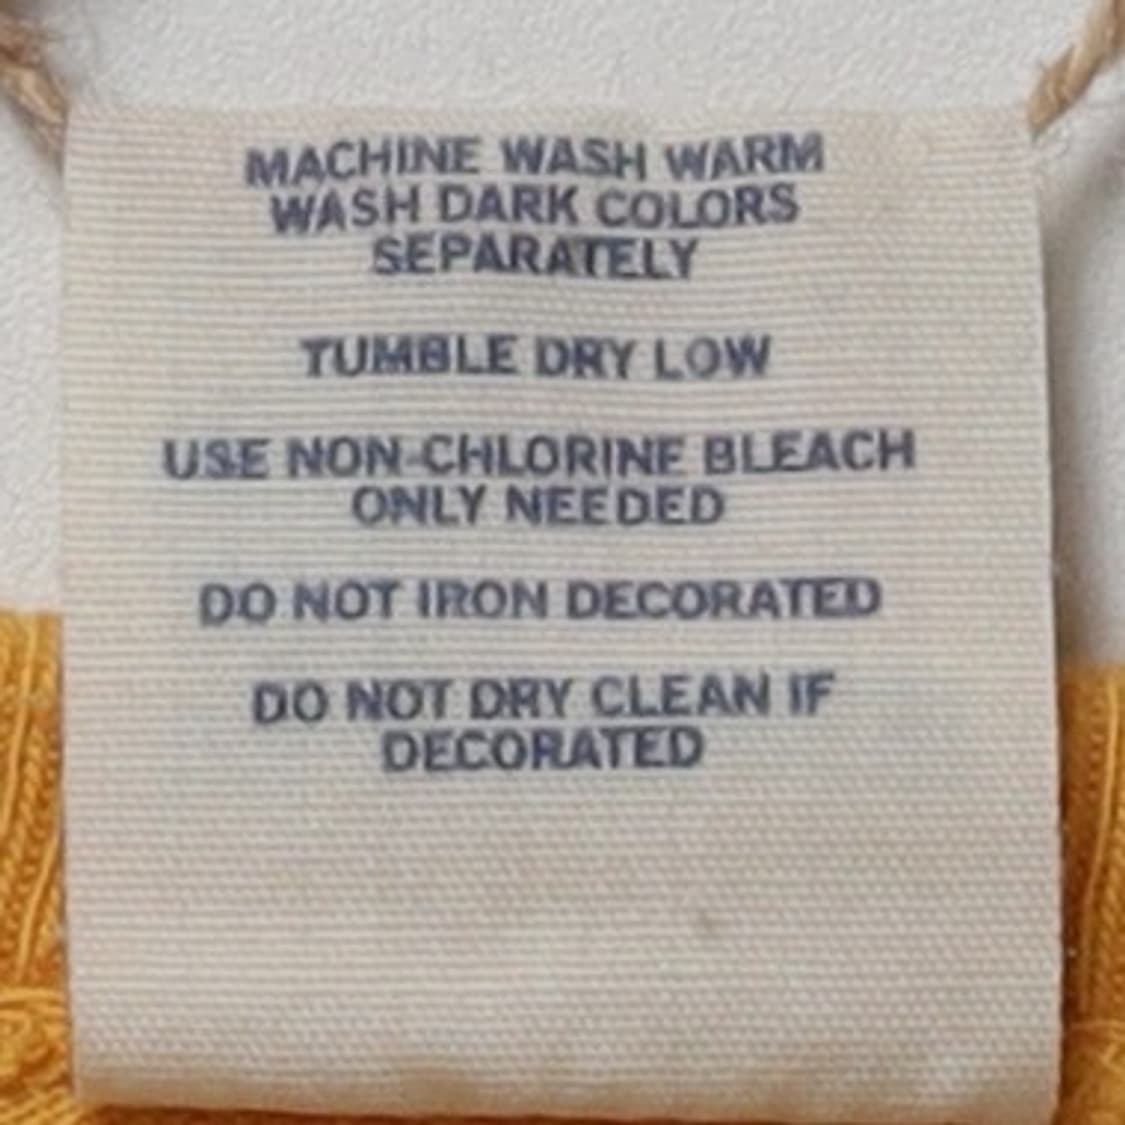 MACHINE WASH WARM
WASH DARK COLORS
SEPARATELY
TUMBLE DRY LOW
USE NON-CHLORINE BLEACH
ONLY NEEDED
DO NOT IRON DECORATED
DO NOT DRY CLEAN IF
DECORATED